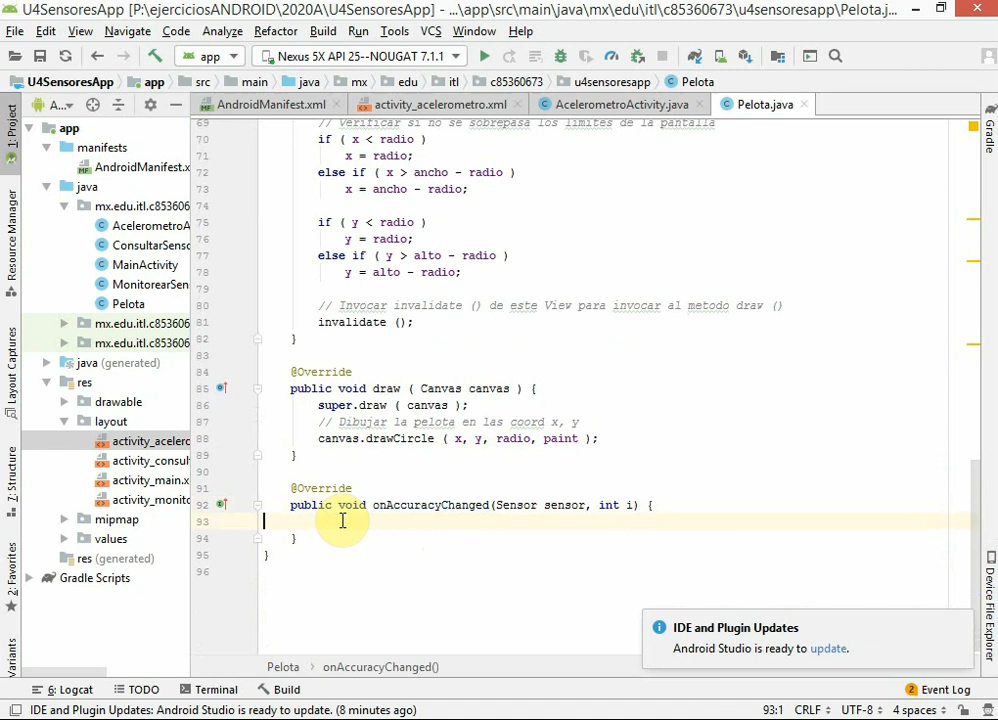 U4SensoresApp [P:\ejerciciosANDROID\2020A\U4SensoresApp] - ...\app\src\main\java\mx\edu\itl\c85360673\u4sensoresapp\Pelota.j...
File Edit View Navigate Code Analyze Refactor Build Run Tools VCS Window Help
app Nexus 5X API 25--NOUGAT 7.1.1
U4SensoresApp app src main java mx edu itl c85360673 u4sensoresapp Pelota
A... AndroidManifest.xml activity_acelerometro.xml AcelerometroActivity.java Pelota.java
1: Project
Resource Manager
Layout Captures
7: Structure
2: Favorites
Variants
app
manifests
AndroidManifest.x
java
mx.edu.itl.c853606
AcelerometroA
ConsultarSenso
MainActivity
MonitorearSen
Pelota
mx.edu.itl.c853606
mx.edu.itl.c853606
java (generated)
res
drawable
layout
activity_acelerc
activity_consul
activity_main.x
activity_monito
mipmap
values
res (generated)
Gradle Scripts
69 // Verificar si no se sobrepasa los limites de la pantalla
70 if ( x < radio )
71 x = radio;
72 else if ( x > ancho - radio )
73 x = ancho - radio;
74
75 if ( y < radio )
76 y = radio;
77 else if ( y > alto - radio )
78 y = alto - radio;
79
80 // Invocar invalidate () de este View para invocar al metodo draw ()
81 invalidate ();
82 }
83
84 @Override
85 public void draw ( Canvas canvas ) {
86 super.draw ( canvas );
87 // Dibujar la pelota en las coord x, y
88 canvas.drawCircle ( x, y, radio, paint );
89 }
90
91 @Override
92 public void onAccuracyChanged(Sensor sensor, int i) {
93
94 }
95 }
96
Gradle
Device File Explorer
IDE and Plugin Updates
Android Studio is ready to update.
Pelota onAccuracyChanged()
6: Logcat TODO Terminal Build 2 Event Log
IDE and Plugin Updates: Android Studio is ready to update. (8 minutes ago) 93:1 CRLF UTF-8 4 spaces